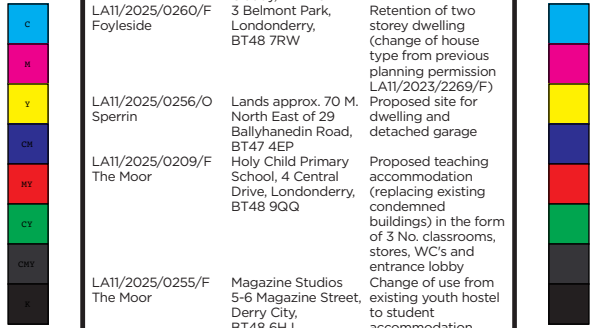 LA11/2025/0260/F
Foyleside
3 Belmont Park,
Londonderry,
BT48 7RW
Retention of two
storey dwelling
(change of house
type from previous
planning permission
LA11/2023/2269/F)
LA11/2025/0256/O
Sperrin
Lands approx. 70 M.
North East of 29
Ballyhanedin Road,
BT47 4EP
Proposed site for
dwelling and
detached garage
LA11/2025/0209/F
The Moor
Holy Child Primary
School, 4 Central
Drive, Londonderry,
BT48 9QQ
Proposed teaching
accommodation
(replacing existing
condemned
buildings) in the form
of 3 No. classrooms,
stores, WC's and
entrance lobby
LA11/2025/0255/F
The Moor
Magazine Studios
5-6 Magazine Street,
Derry City,
BT48 6HJ
Change of use from
existing youth hostel
to student
accommodation
C
M
Y
CM
MY
CY
CMY
K